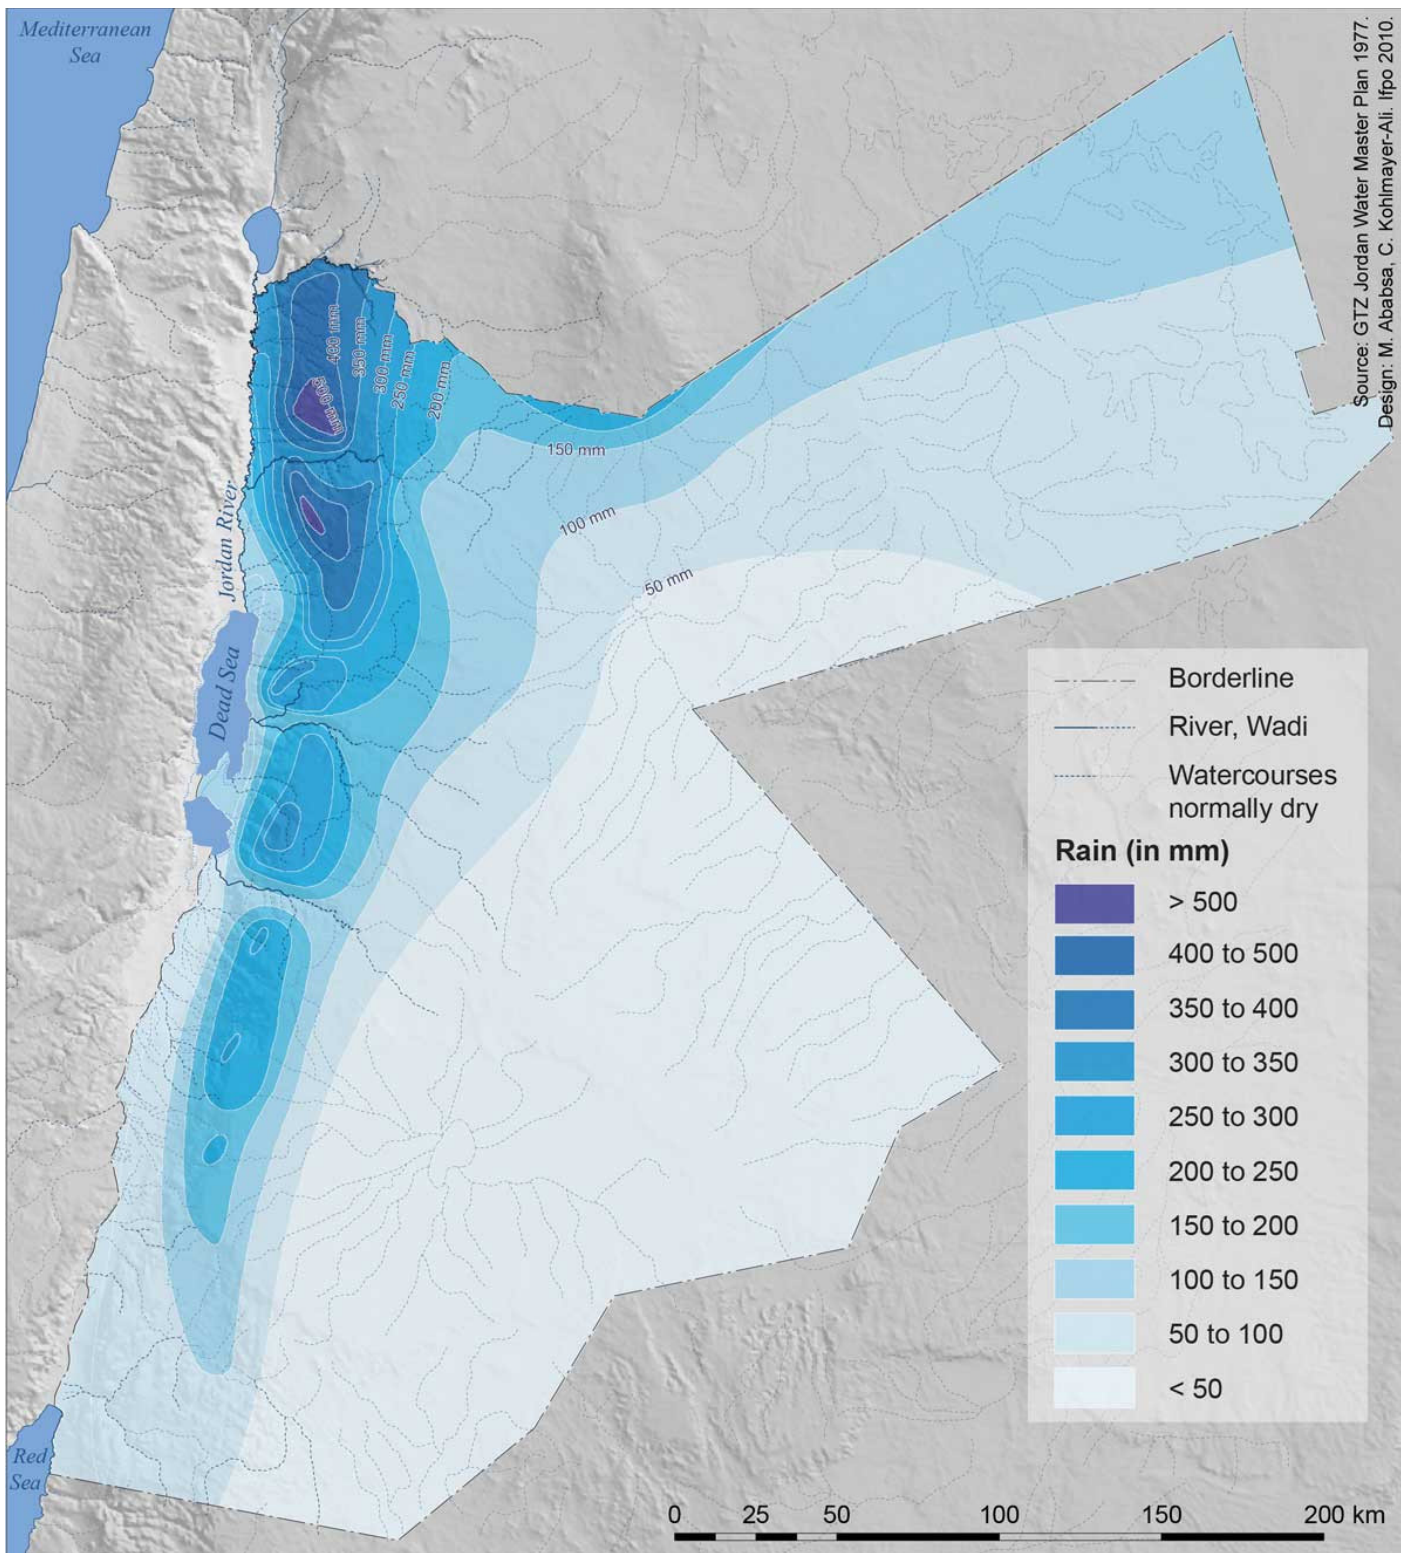 Mediterranean
Sea
Source: GTZ Jordan Water Master Plan 1977.
Design: M. Ababsa, C. Kohlmayer-Ali. Ifpo 2010.
400 mm
350 mm
300 mm
250 mm
200 mm
500 mm
150 mm
100 mm
50 mm
Jordan River
Dead Sea
Red
Sea
Borderline
River, Wadi
Watercourses
normally dry
Rain (in mm)
> 500
400 to 500
350 to 400
300 to 350
250 to 300
200 to 250
150 to 200
100 to 150
50 to 100
< 50
0 25 50 100 150 200 km